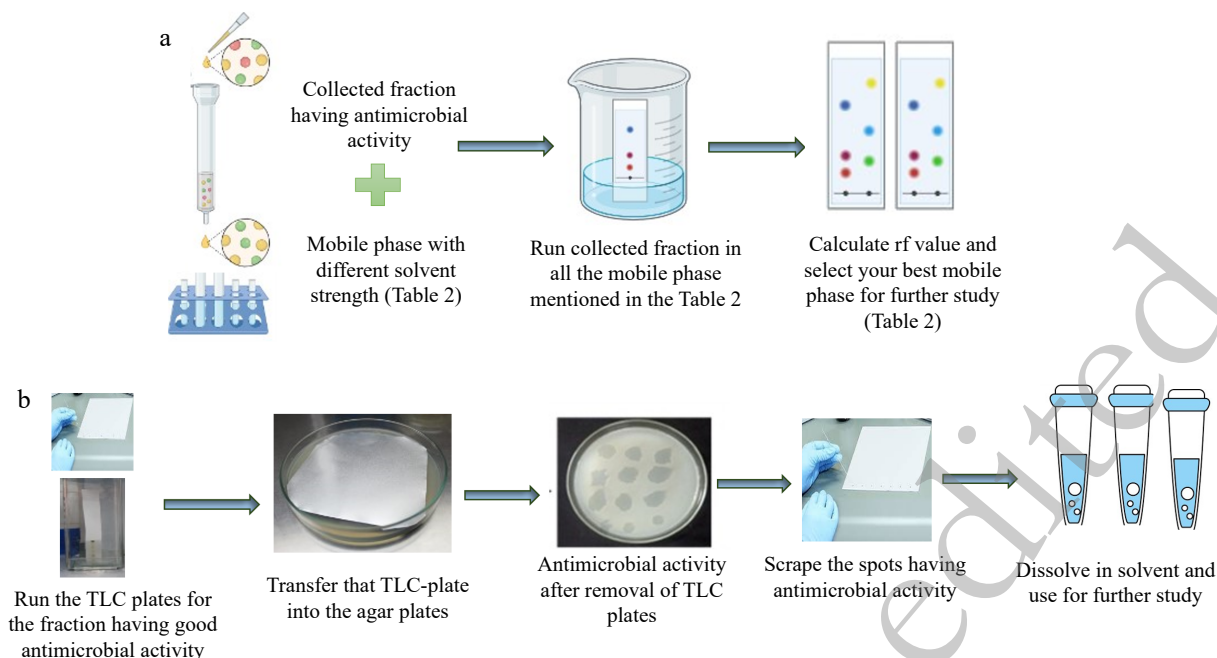 a
Collected fraction
having antimicrobial
activity
Mobile phase with
different solvent
strength (Table 2)
Run collected fraction in
all the mobile phase
mentioned in the Table 2
Calculate rf value and
select your best mobile
phase for further study
(Table 2)
b
Run the TLC plates for
the fraction having good
antimicrobial activity
Transfer that TLC-plate
into the agar plates
Antimicrobial activity
after removal of TLC
plates
Scrape the spots having
antimicrobial activity
Dissolve in solvent and
use for further study
edited